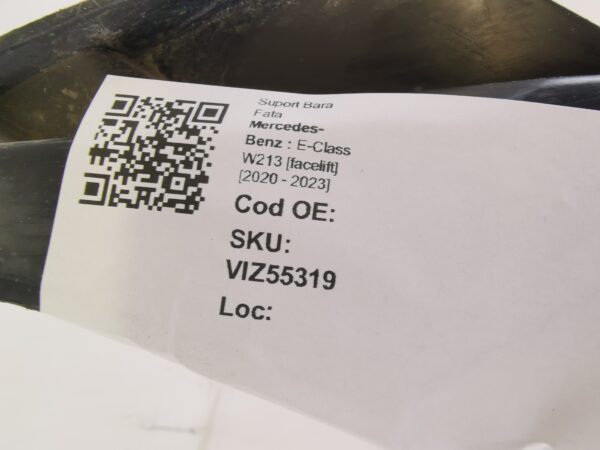 Suport Bara
Fata
Mercedes-
Benz : E-Class
W213 [facelift]
[2020 - 2023]
Cod OE:
SKU:
VIZ55319
Loc: